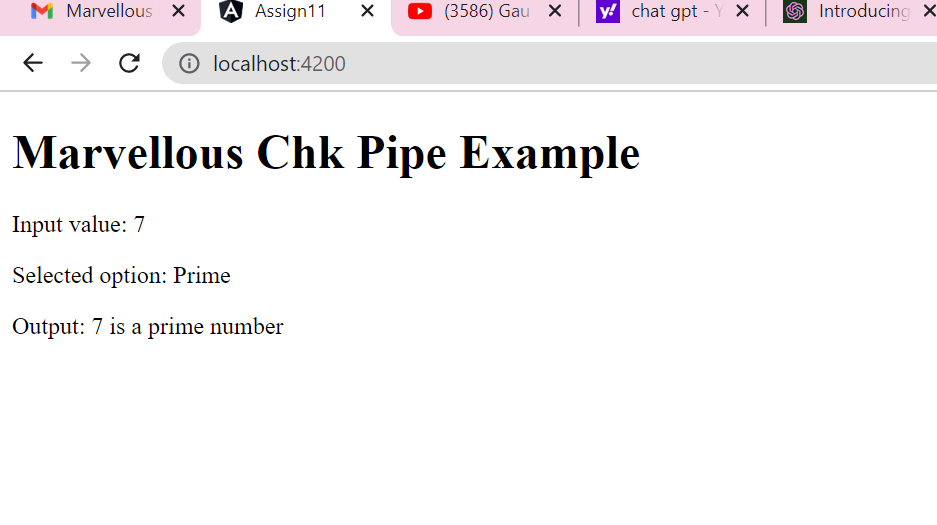 Marvellous
Assign11
(3586) Gau
chat gpt - Y
Introducing
localhost:4200
Marvellous Chk Pipe Example
Input value: 7
Selected option: Prime
Output: 7 is a prime number